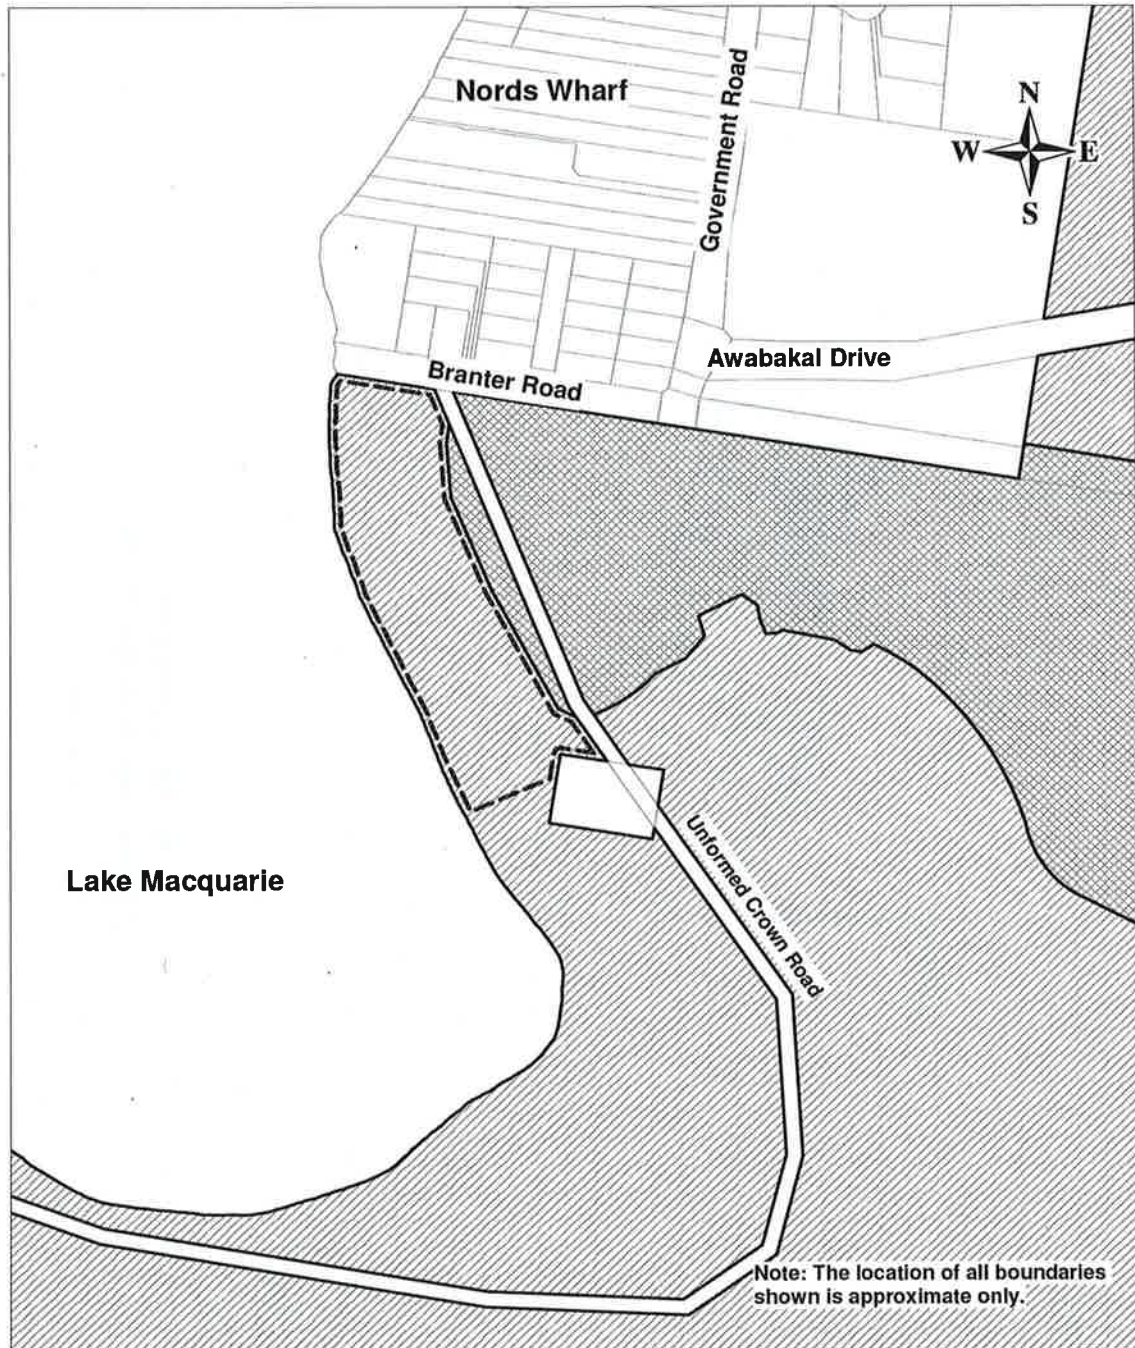 Nords Wharf
Government Road
N
W E
S
Awabakal Drive
Branter Road
Lake Macquarie
Unformed Crown Road
Note: The location of all boundaries
shown is approximate only.